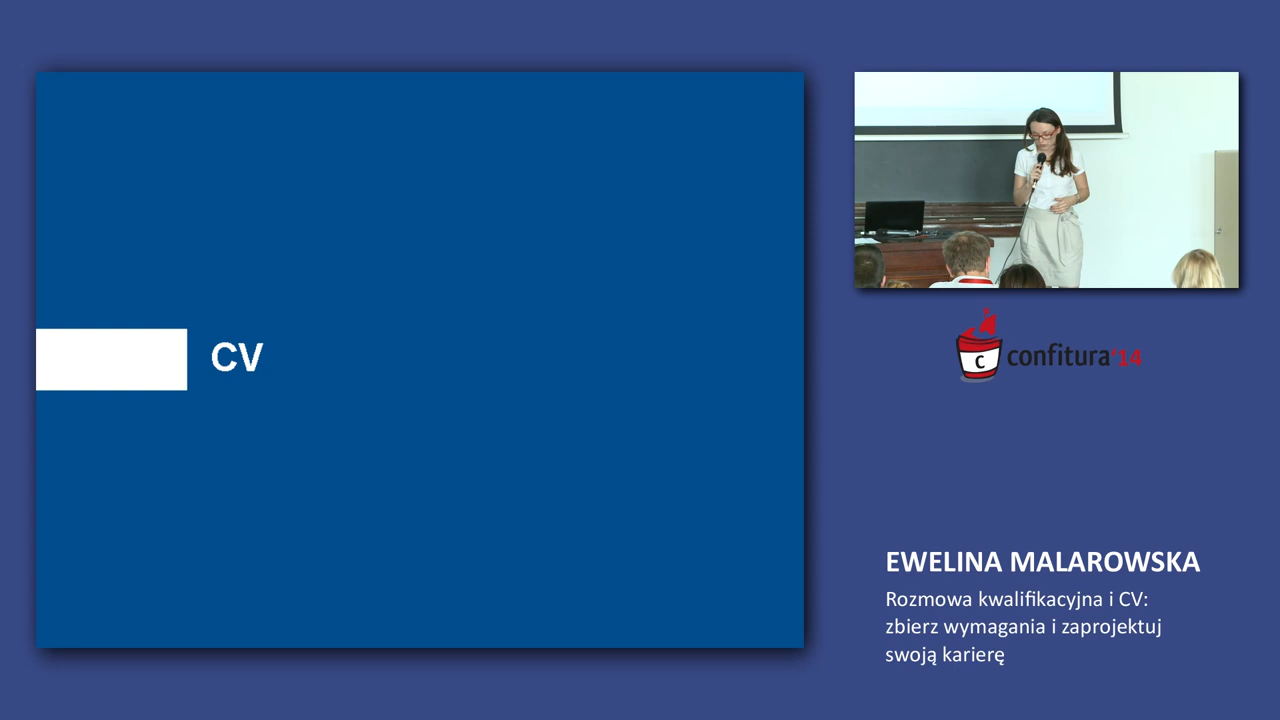 CV
C
confitura'14
EWELINA MALAROWSKA
Rozmowa kwalifikacyjna i CV:
zbierz wymagania i zaprojektuj
swoją karierę